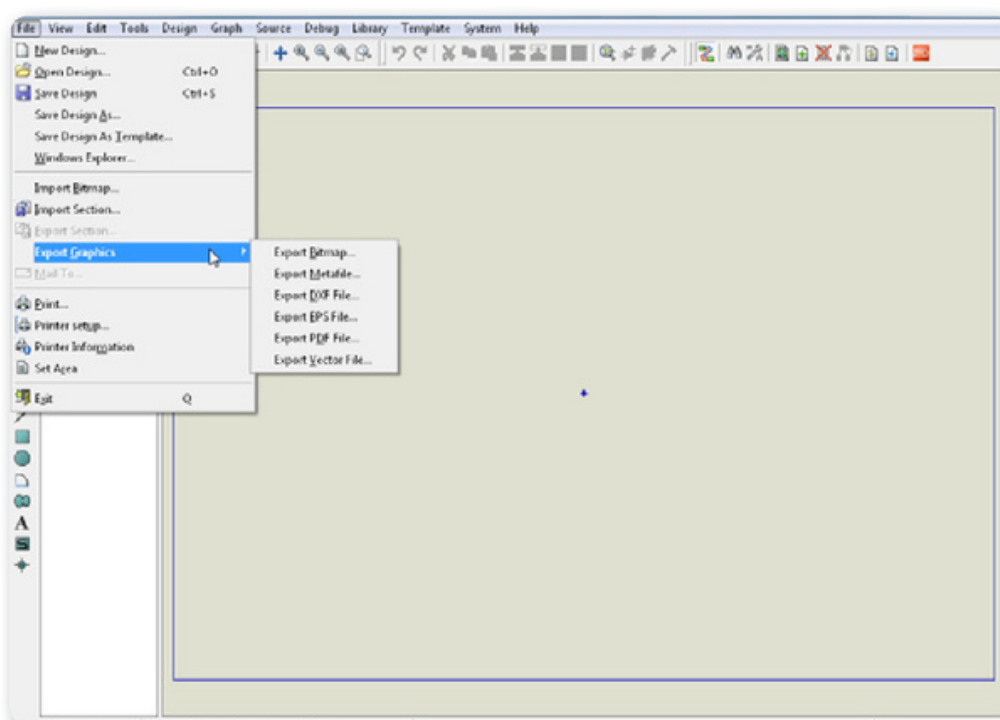 File View Edit Tools Design Graph Source Debug Library Template System Help
New Design...
Open Design... Ctrl+O
Save Design Ctrl+S
Save Design As...
Save Design As Template...
Windows Explorer...
Import Bitmap...
Import Section...
Export Section...
Export Graphics
Mail To...
Print...
Printer setup...
Printer Information
Set Area
Exit Q
Export Bitmap...
Export Metafile...
Export DXF File...
Export EPS File...
Export PDF File...
Export Vector File...
A
S